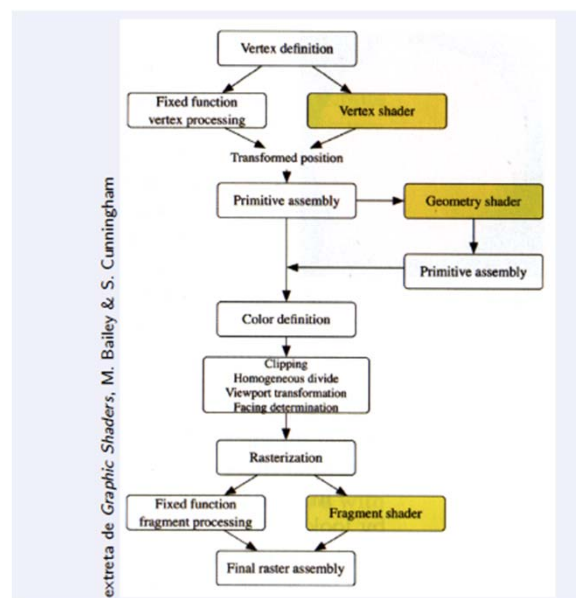 Vertex definition
Fixed function
vertex processing
Vertex shader
Transformed position
Primitive assembly
Geometry shader
Primitive assembly
Color definition
Clipping
Homogeneous divide
Viewport transformation
Facing determination
Rasterization
Fixed function
fragment processing
Fragment shader
Final raster assembly
extreta de Graphic Shaders, M. Bailey & S. Cunningham